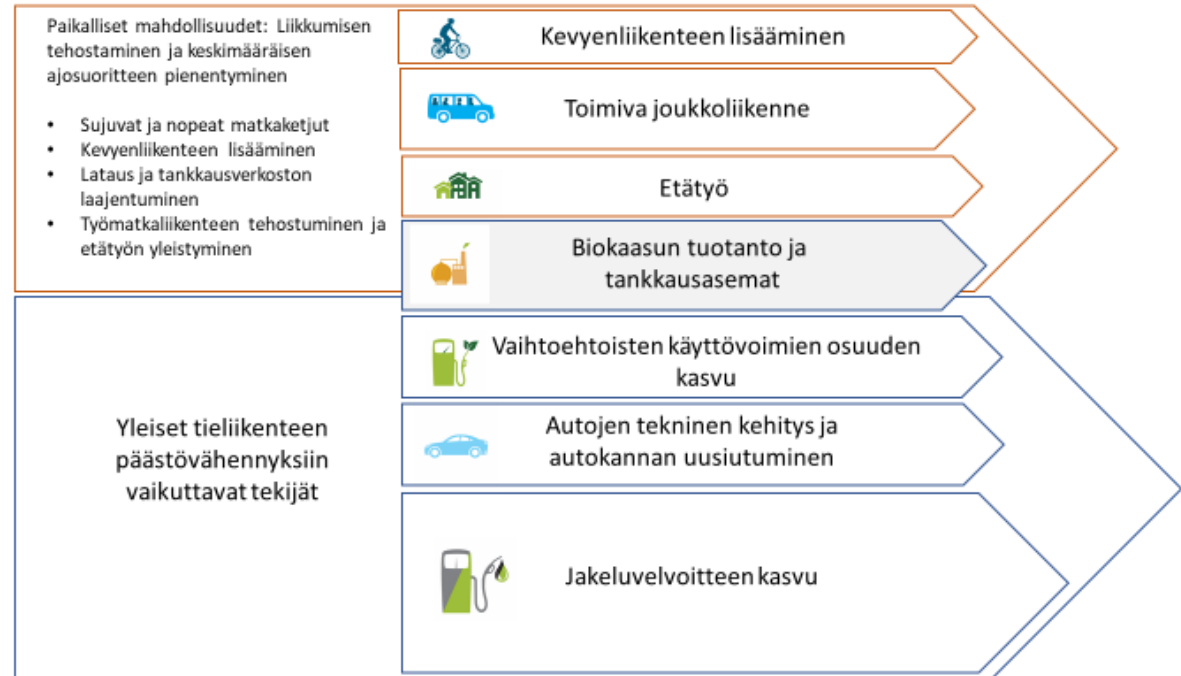 Paikalliset mahdollisuudet: Liikkumisen
tehostaminen ja keskimääräisen
ajosuoritteen pienentyminen
• Sujuvat ja nopeat matkaketjut
• Kevyenliikenteen lisääminen
• Lataus ja tankkausverkoston
laajentuminen
• Työmatkaliikenteen tehostuminen ja
etätyön yleistyminen
Kevyenliikenteen lisääminen
Toimiva joukkoliikenne
Etätyö
Biokaasun tuotanto ja
tankkausasemat
Yleiset tieliikenteen
päästövähennyksiin
vaikuttavat tekijät
Vaihtoehtoisten käyttövoimien osuuden
kasvu
Autojen tekninen kehitys ja
autokannan uusiutuminen
Jakeluvelvoitteen kasvu